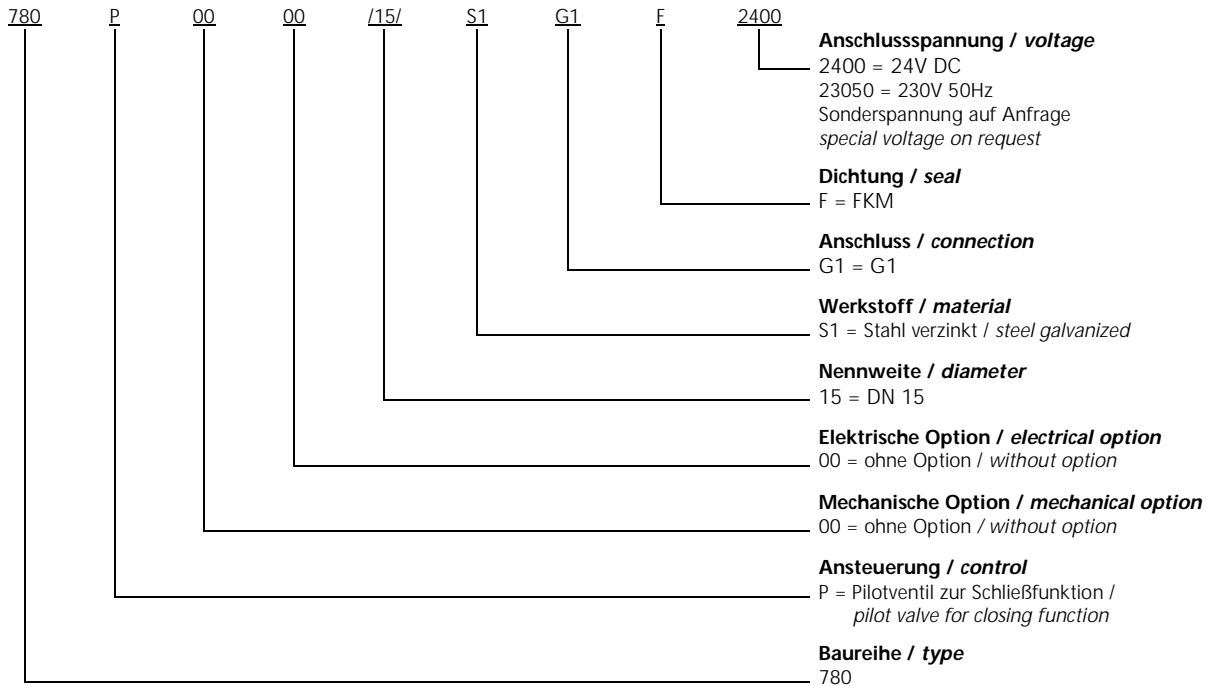 780 P 00 00 /15/ S1 G1 F 2400
Anschlussspannung / voltage
2400 = 24V DC
23050 = 230V 50Hz
Sonderspannung auf Anfrage
special voltage on request
Dichtung / seal
F = FKM
Anschluss / connection
G1 = G1
Werkstoff / material
S1 = Stahl verzinkt / steel galvanized
Nennweite / diameter
15 = DN 15
Elektrische Option / electrical option
00 = ohne Option / without option
Mechanische Option / mechanical option
00 = ohne Option / without option
Ansteuerung / control
P = Pilotventil zur Schließfunktion /
pilot valve for closing function
Baureihe / type
780